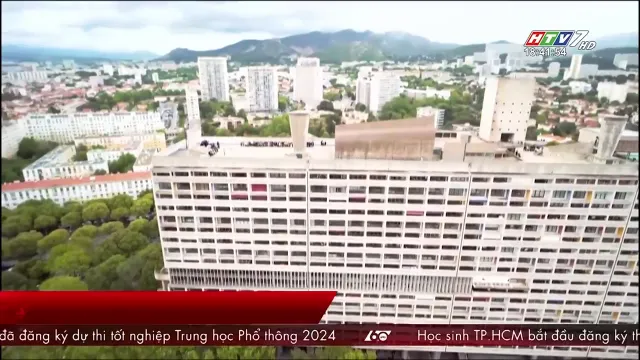 HTV7 HD
18:41:54
đã đăng ký dự thi tốt nghiệp Trung học Phổ thông 2024
Học sinh TP.HCM bắt đầu đăng ký th